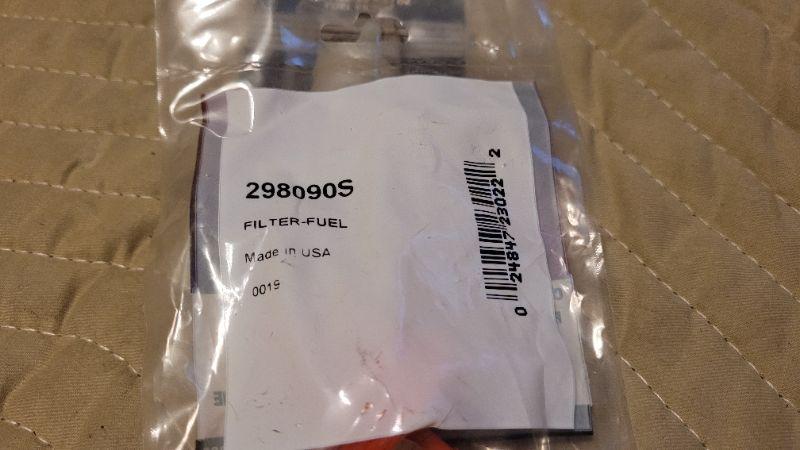 298090S
FILTER-FUEL
Made in USA
0019
0 24847 23022 2